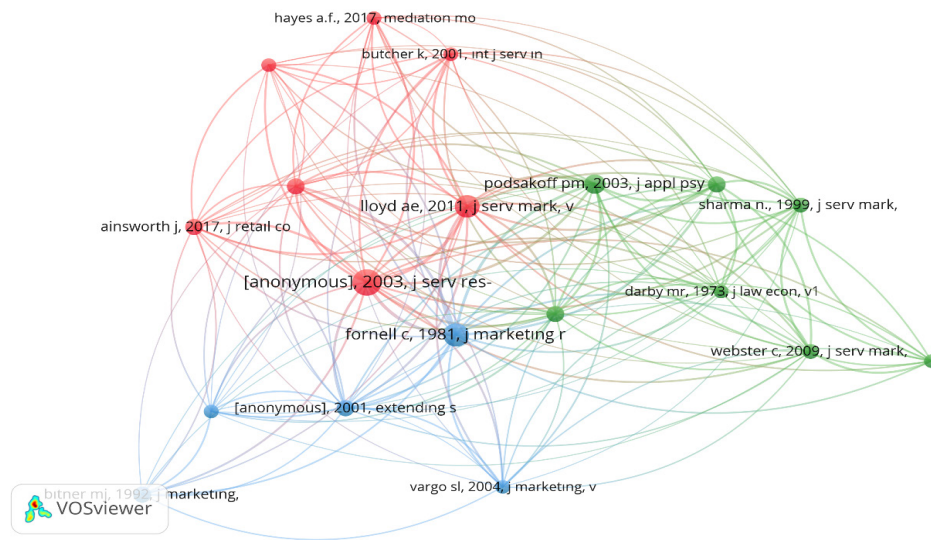 hayes a.f., 2017, mediation mo
butcher k, 2001, int j serv in
podsakoff pm, 2003, j appl psy
lloyd ae, 2011, j serv mark, v
sharma n., 1999, j serv mark,
ainsworth j, 2017, j retail co
[anonymous], 2003, j serv res-
darby mr, 1973, j law econ, v1
fornell c, 1981, j marketing r
webster c, 2009, j serv mark,
[anonymous], 2001, extending s
vargo sl, 2004, j marketing, v
bitner mj, 1992, j marketing,
VOSviewer